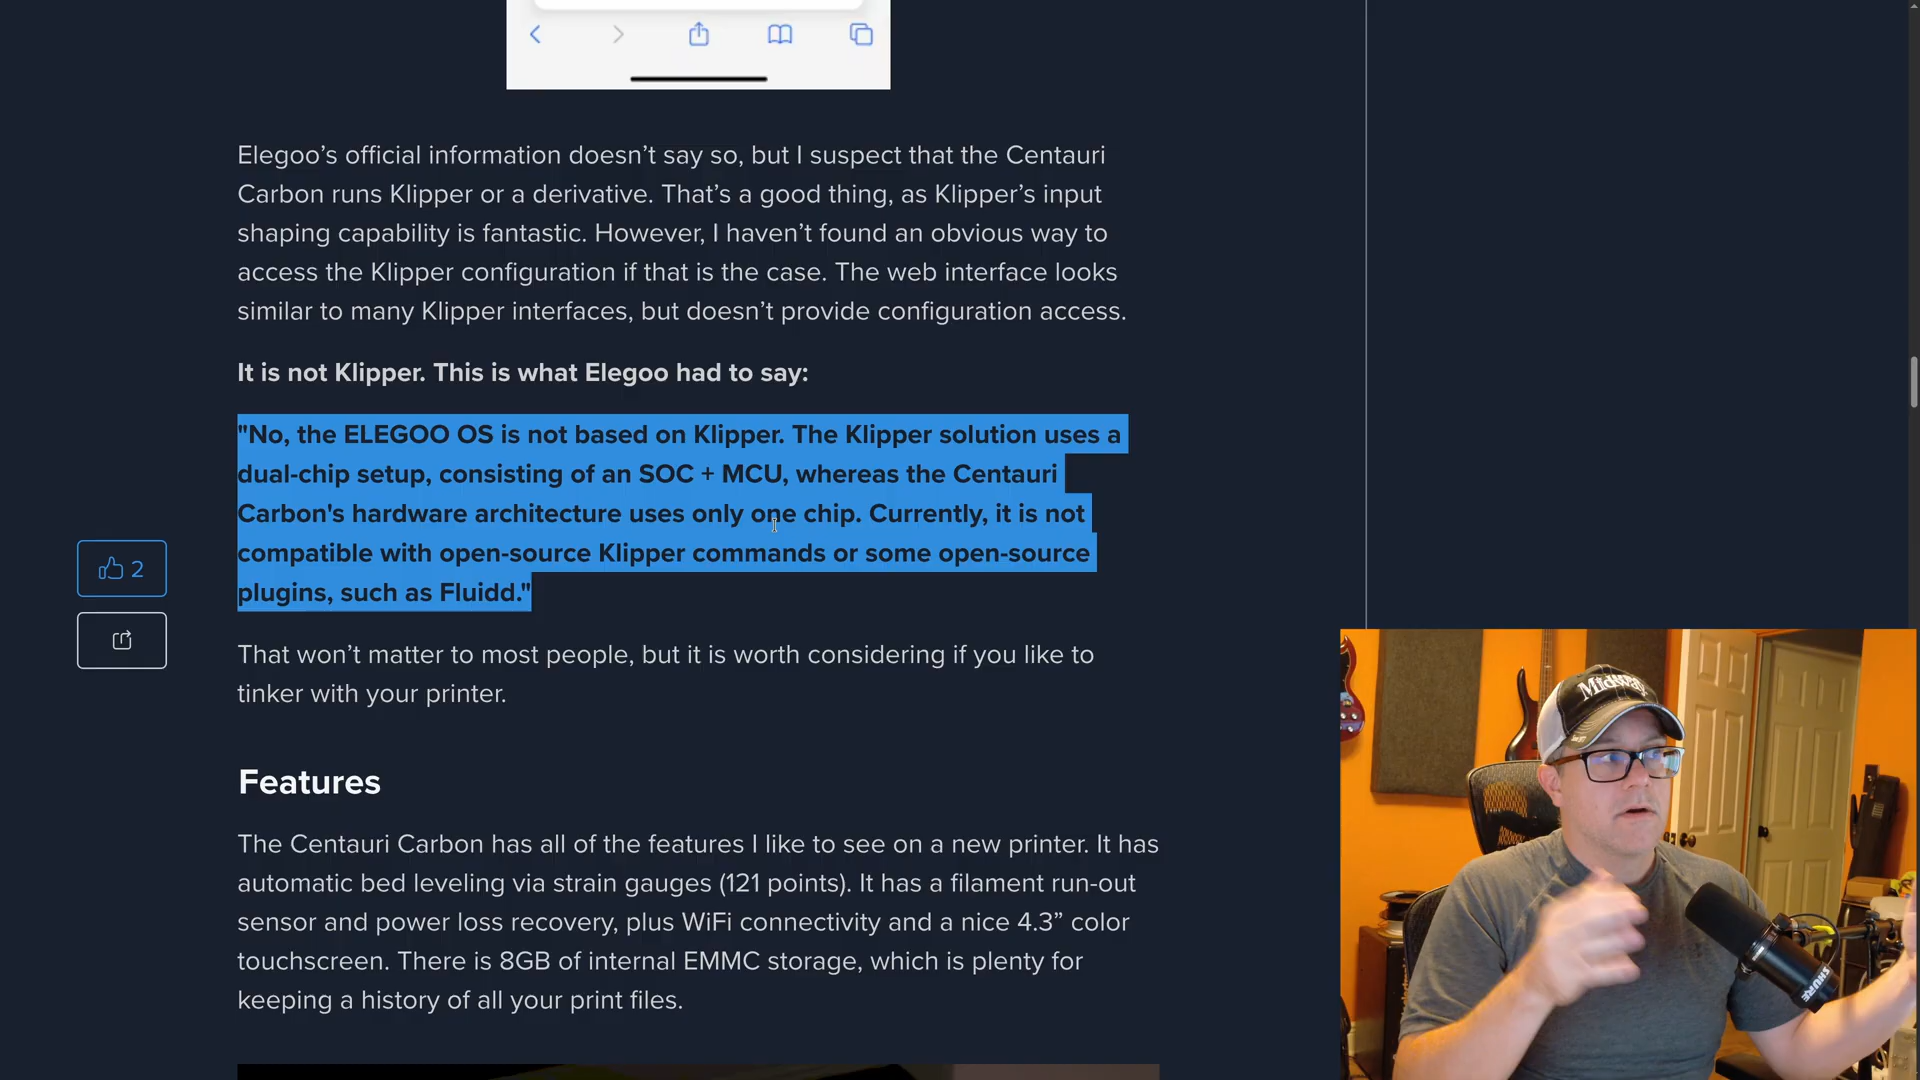 Elegoo’s official information doesn’t say so, but I suspect that the Centauri
Carbon runs Klipper or a derivative. That’s a good thing, as Klipper’s input
shaping capability is fantastic. However, I haven’t found an obvious way to
access the Klipper configuration if that is the case. The web interface looks
similar to many Klipper interfaces, but doesn’t provide configuration access.
It is not Klipper. This is what Elegoo had to say:
"No, the ELEGOO OS is not based on Klipper. The Klipper solution uses a
dual-chip setup, consisting of an SOC + MCU, whereas the Centauri
Carbon's hardware architecture uses only one chip. Currently, it is not
compatible with open-source Klipper commands or some open-source
plugins, such as Fluidd."
2
That won’t matter to most people, but it is worth considering if you like to
tinker with your printer.
Features
The Centauri Carbon has all of the features I like to see on a new printer. It has
automatic bed leveling via strain gauges (121 points). It has a filament run-out
sensor and power loss recovery, plus WiFi connectivity and a nice 4.3” color
touchscreen. There is 8GB of internal EMMC storage, which is plenty for
keeping a history of all your print files.
Midway
SHURE